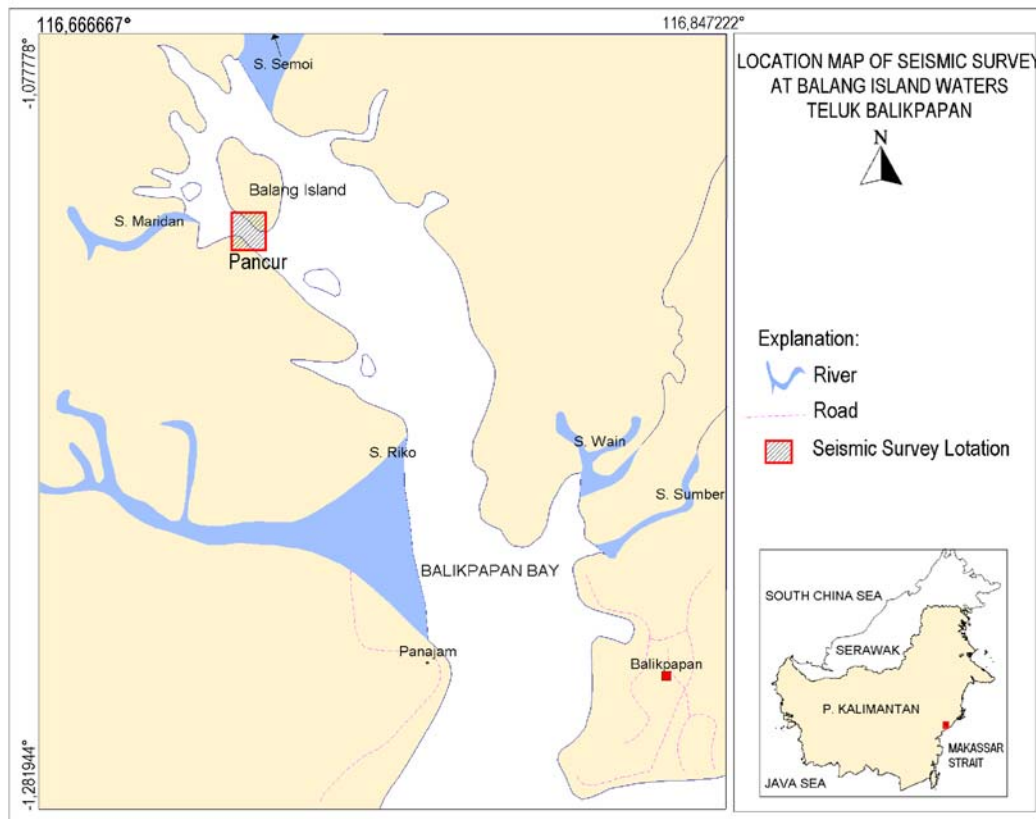 116,666667°
116,847222°
-1,077778°
-1,281944°
S. Semoi
Balang Island
S. Maridan
Pancur
S. Riko
S. Wain
S. Sumber
BALIKPAPAN BAY
Panajam
Balikpapan
LOCATION MAP OF SEISMIC SURVEY
AT BALANG ISLAND WATERS
TELUK BALIKPAPAN
N
Explanation:
River
Road
Seismic Survey Lotation
SOUTH CHINA SEA
SERAWAK
P. KALIMANTAN
MAKASSAR
STRAIT
JAVA SEA